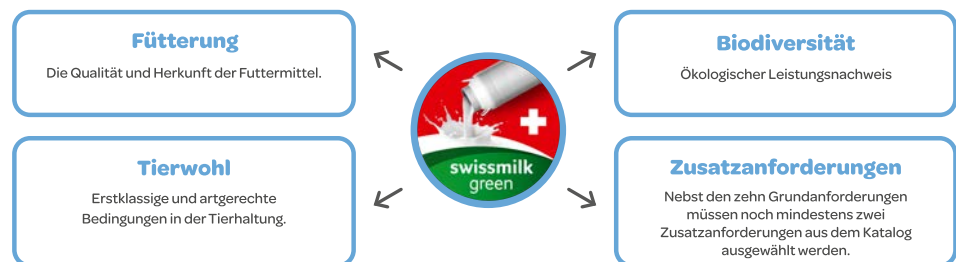 Fütterung
Die Qualität und Herkunft der Futtermittel.
Tierwohl
Erstklassige und artgerechte
Bedingungen in der Tierhaltung.
swissmilk
green
Biodiversität
Ökologischer Leistungsnachweis
Zusatzanforderungen
Nebst den zehn Grundanforderungen
müssen noch mindestens zwei
Zusatzanforderungen aus dem Katalog
ausgewählt werden.